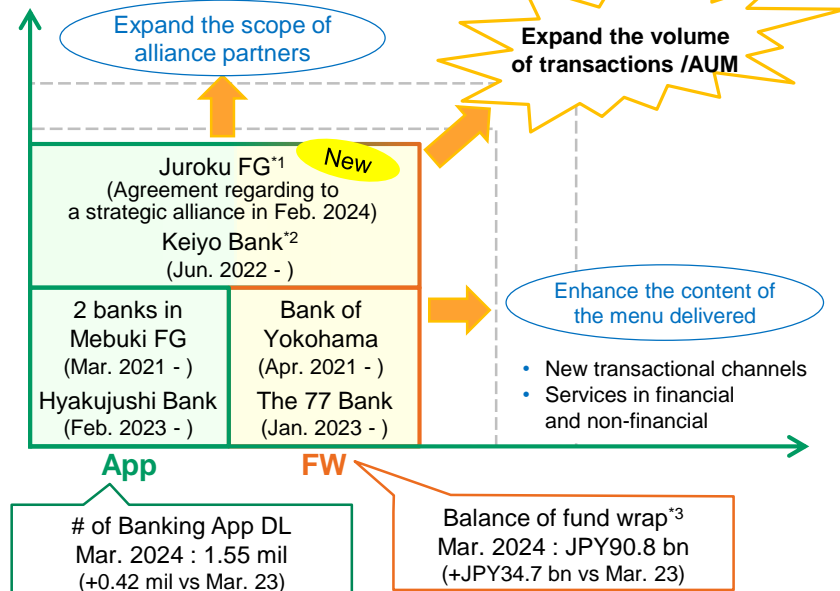 Expand the scope of
alliance partners
Expand the volume
of transactions /AUM
New
Juroku FG*1
(Agreement regarding to
a strategic alliance in Feb. 2024)
Keiyo Bank*2
(Jun. 2022 - )
2 banks in
Mebuki FG
(Mar. 2021 - )
Hyakujushi Bank
(Feb. 2023 - )
Bank of
Yokohama
(Apr. 2021 - )
The 77 Bank
(Jan. 2023 - )
Enhance the content of
the menu delivered
• New transactional channels
• Services in financial
and non-financial
App
FW
# of Banking App DL
Mar. 2024 : 1.55 mil
(+0.42 mil vs Mar. 23)
Balance of fund wrap*3
Mar. 2024 : JPY90.8 bn
(+JPY34.7 bn vs Mar. 23)